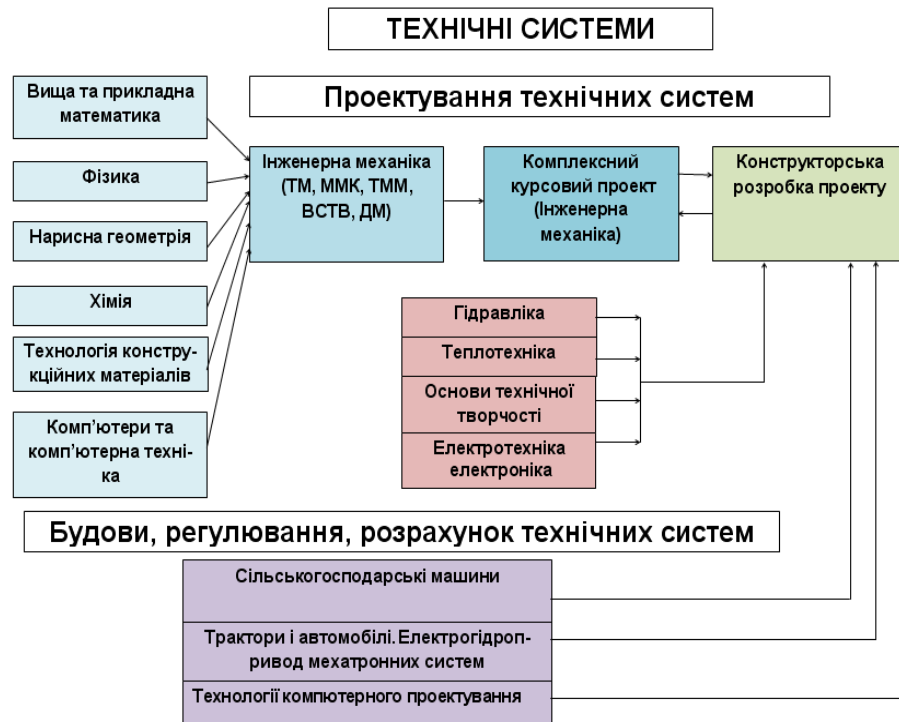 ТЕХНІЧНІ СИСТЕМИ
Вища та прикладна
математика
Проектування технічних систем
Інженерна механіка
(ТМ, ММК, ТММ,
ВСТВ, ДМ)
Комплексний
курсовий проект
(Інженерна
механіка)
Конструкторська
розробка проекту
Фізика
Нарисна геометрія
Хімія
Технологія констру-
кційних матеріалів
Комп’ютери та
комп’ютерна техні-
ка
Гідравліка
Теплотехніка
Основи технічної
творчості
Електротехніка
електроніка
Будови, регулювання, розрахунок технічних систем
Сільськогосподарські машини
Трактори і автомобілі. Електрогідроп-
ривод мехатронних систем
Технології компютерного проектування